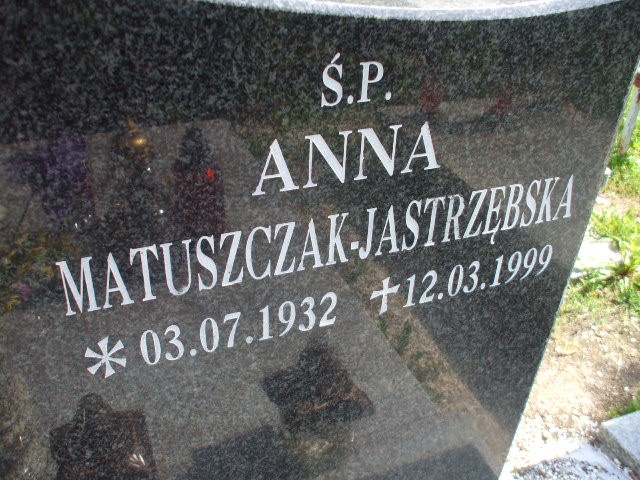 Ś.P.
ANNA
MATUSZCZAK-JASTRZĘBSKA
* 03.07.1932 ✝ 12.03.1999